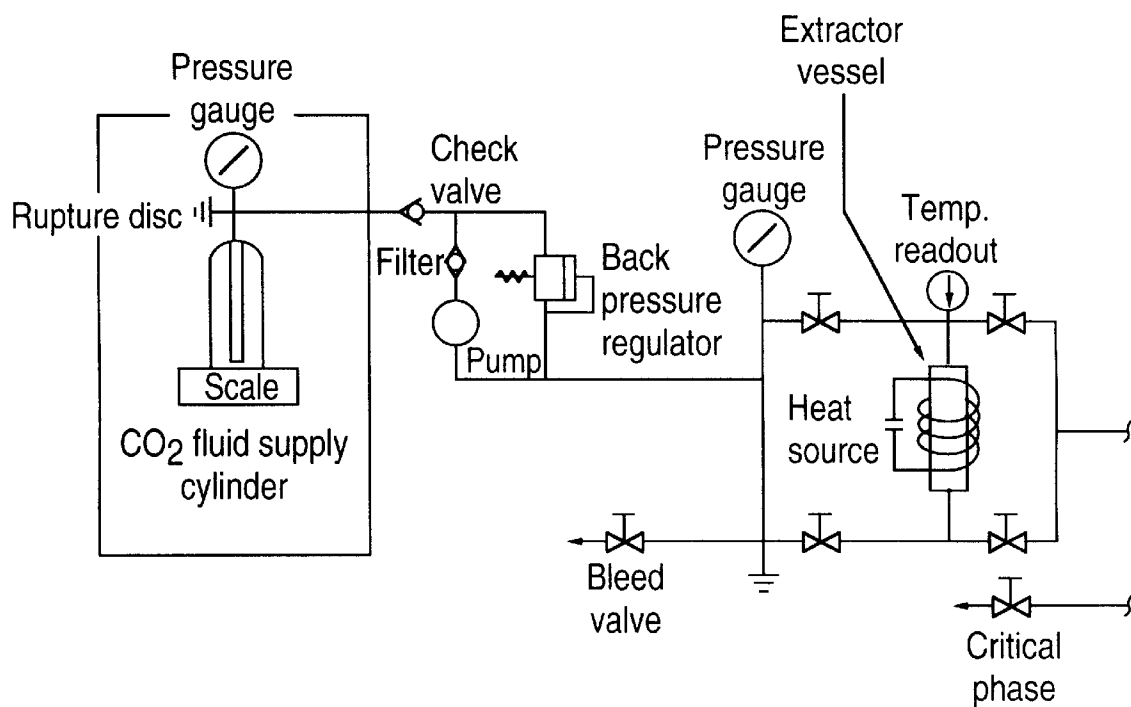 Pressure
gauge
Rupture disc
Scale
CO2 fluid supply
cylinder
Check
valve
Filter
Pump
Back
pressure
regulator
Pressure
gauge
Extractor
vessel
Temp.
readout
Heat
source
Bleed
valve
Critical
phase